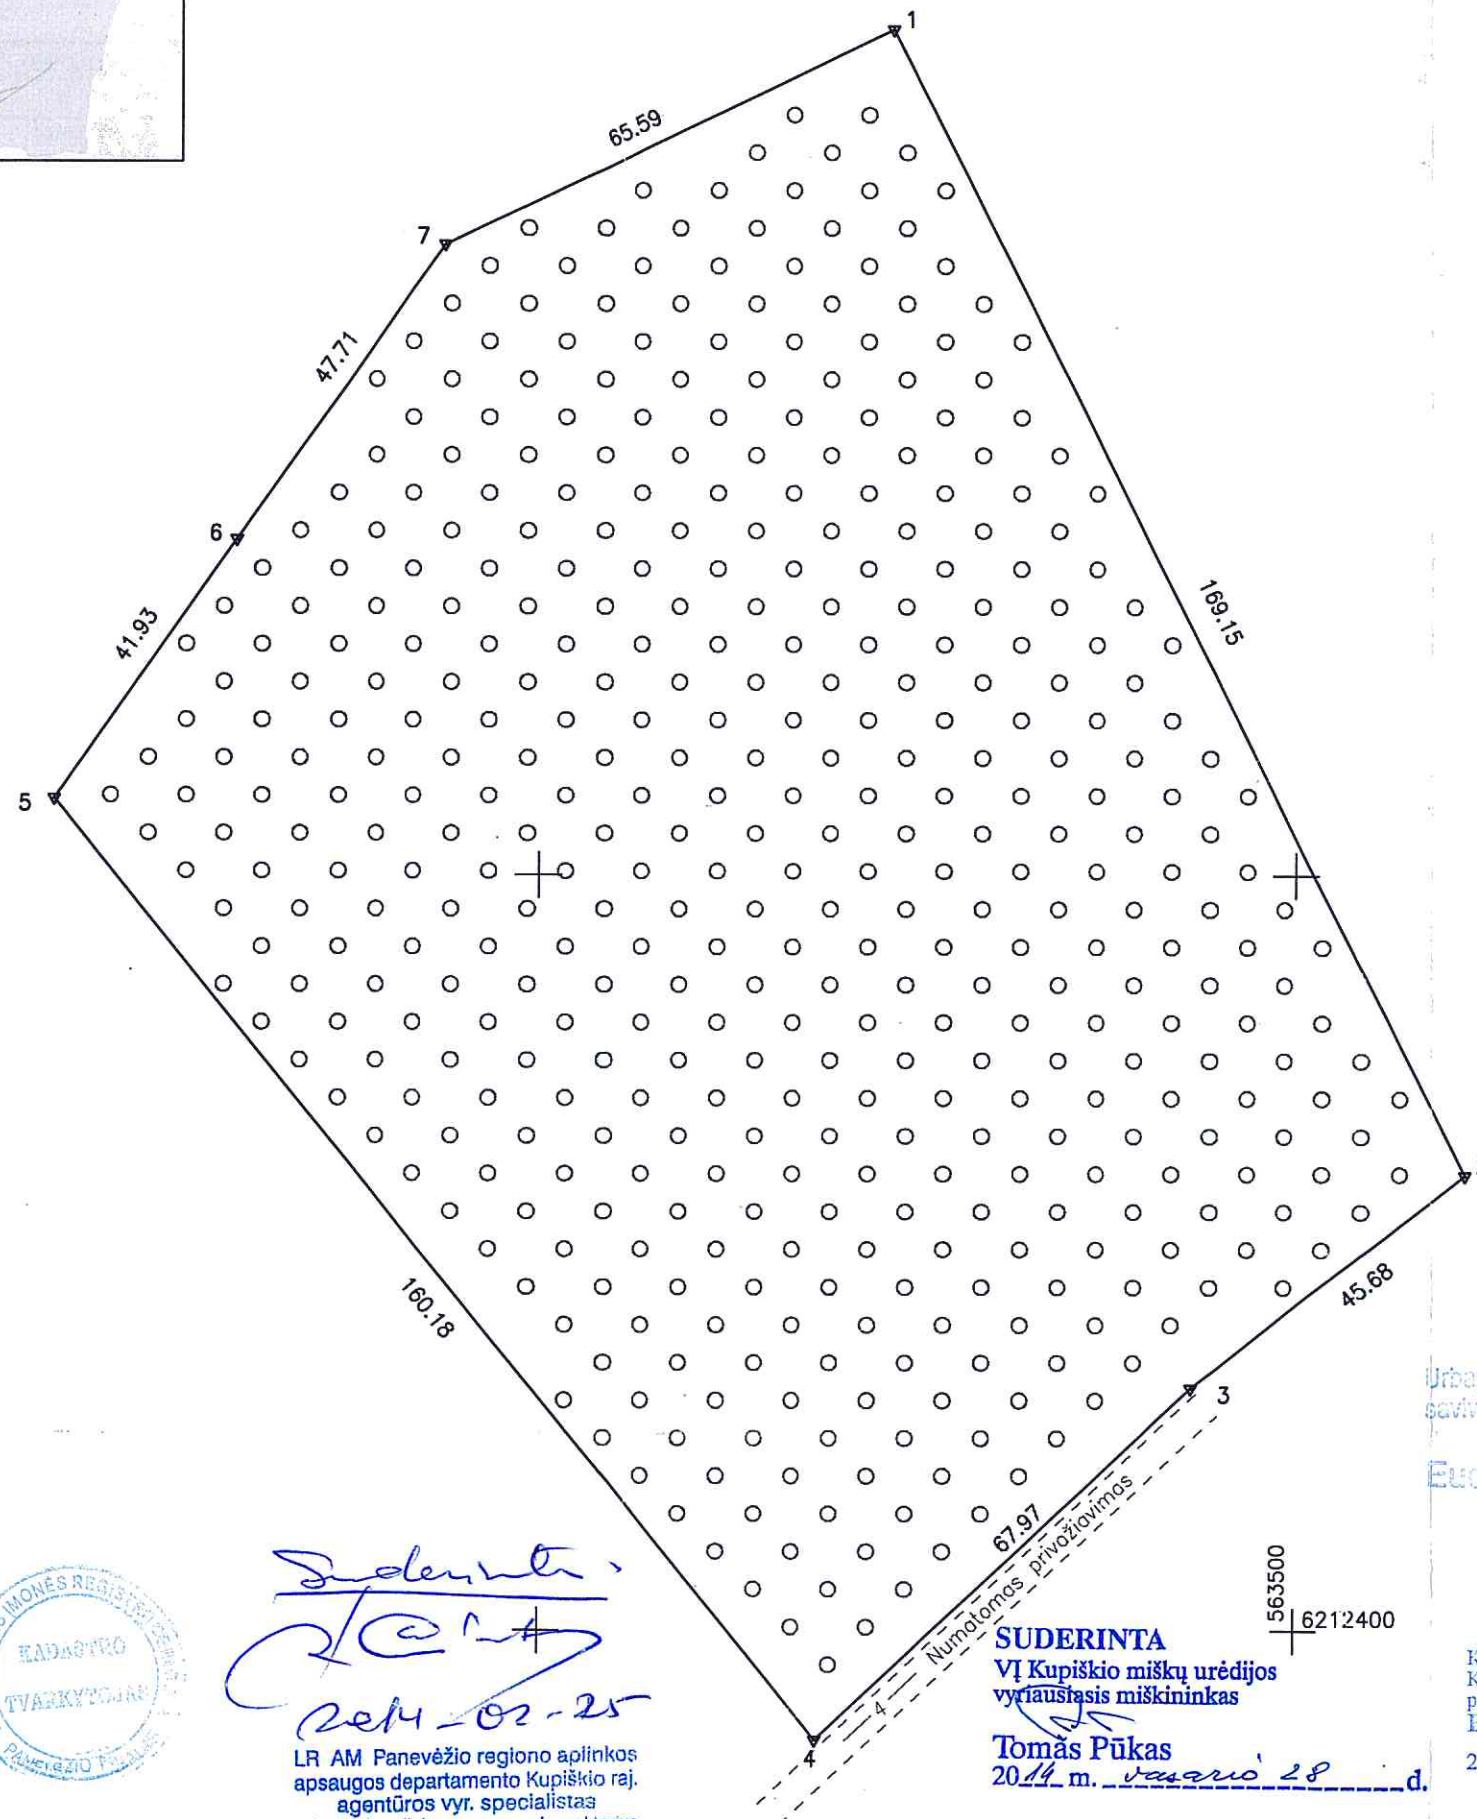 1
65.59
7
47.71
6
169.15
41.93
5
160.18
45.68
3
67.97
Numatomas privažiavimas
4
4
563500
6212400
KADASTRO
TVARKYTOJAS
Suderinta
2014-02-25
LR AM Panevėžio regiono aplinkos
apsaugos departamento Kupiškio raj.
agentūros vyr. specialistas
SUDERINTA
VĮ Kupiškio miškų urėdijos
vyriausiasis miškininkas
Tomas Pūkas
2014 m. vasario 28 d.